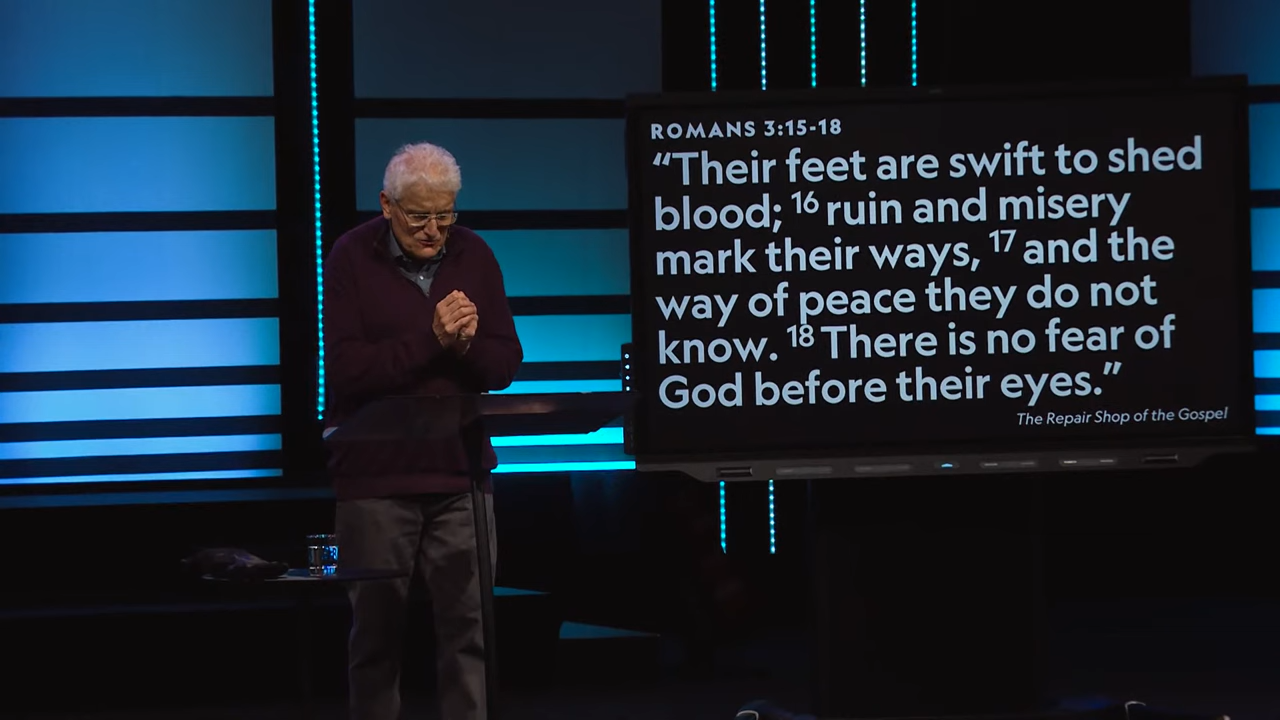 ROMANS 3:15-18
“Their feet are swift to shed
blood; 16 ruin and misery
mark their ways, 17 and the
way of peace they do not
know. 18 There is no fear of
God before their eyes.”
The Repair Shop of the Gospel